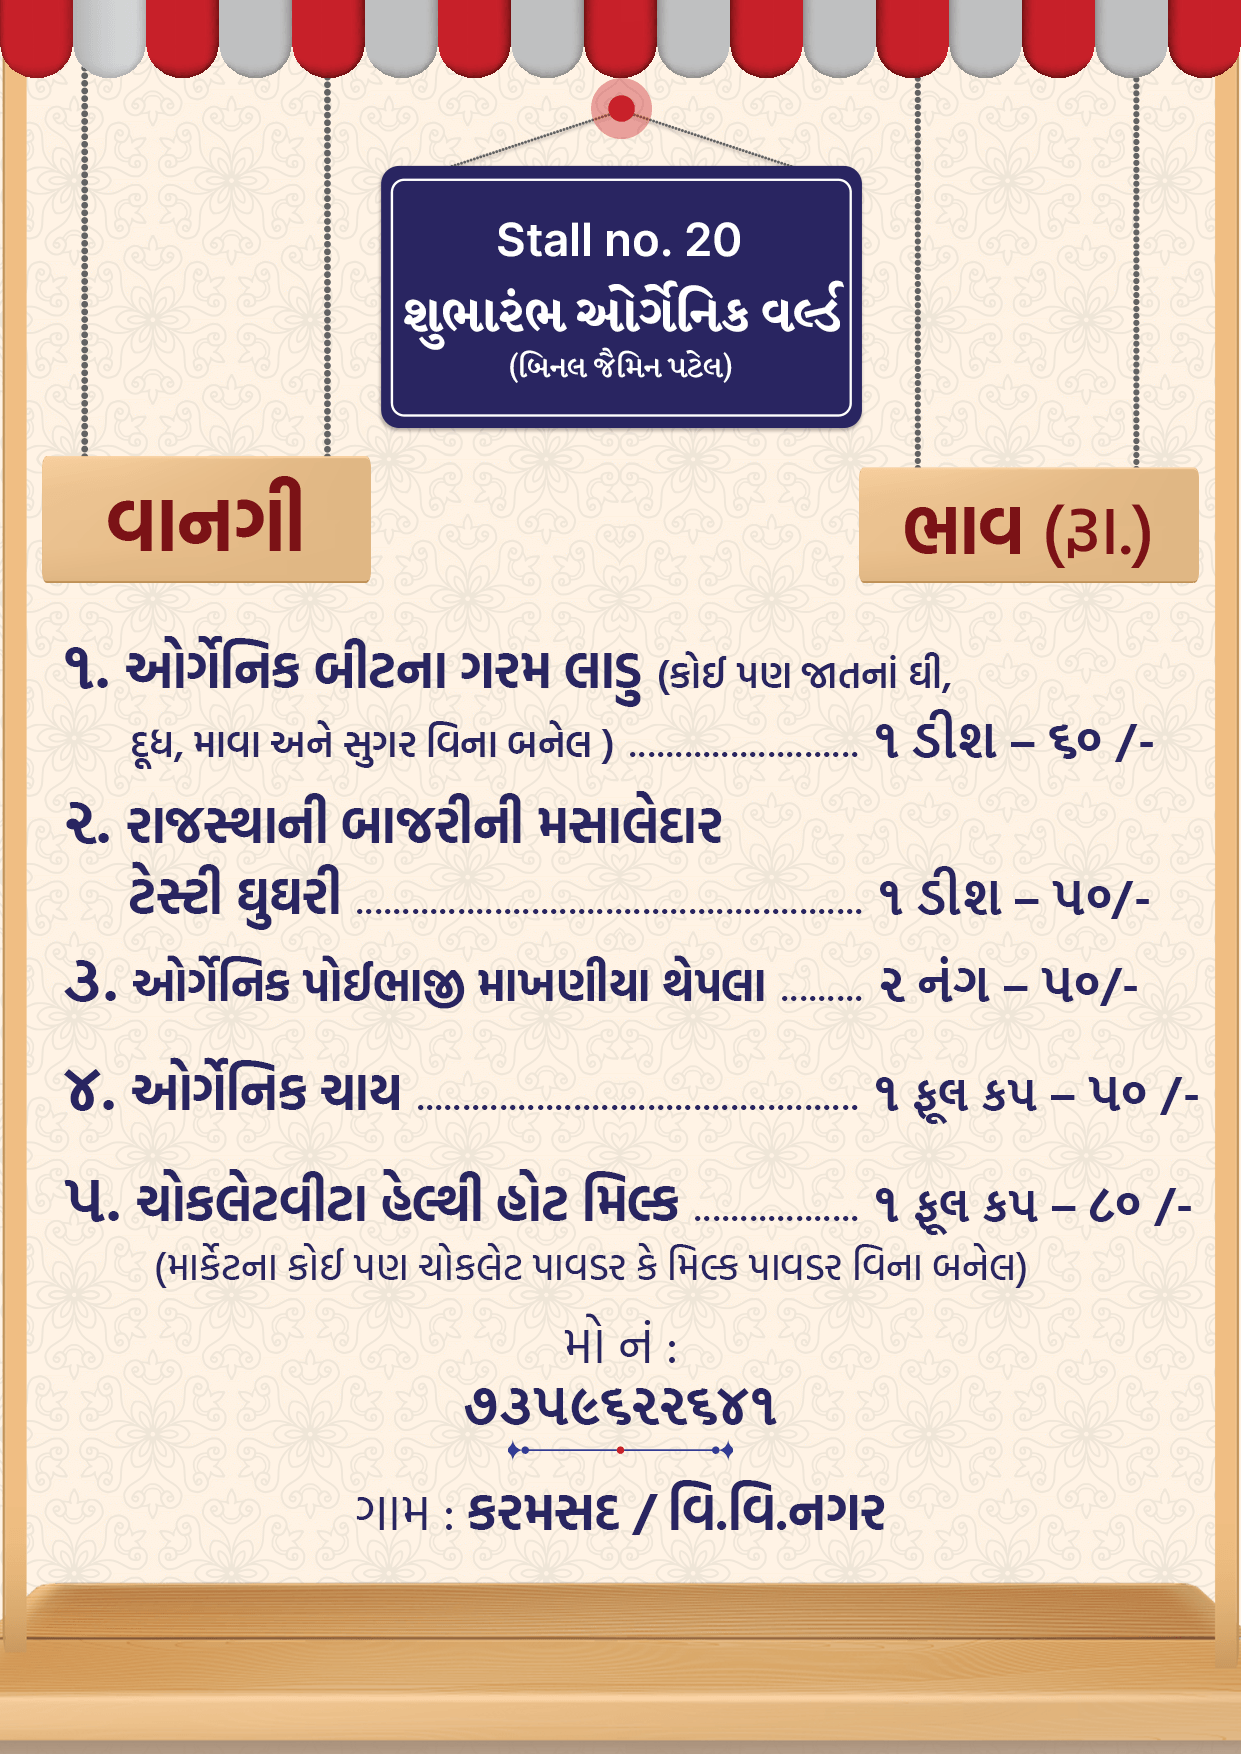 Stall no. 20
શુભારંભ ઓર્ગેનિક વર્લ્ડ
(બિનલ જૈમિન પટેલ)
વાનગી
ભાવ (રૂા.)
૧. ઓર્ગેનિક બીટના ગરમ લાડુ (કોઈ પણ જાતનાં ઘી,
દૂધ, માવા અને સુગર વિના બનેલ ) ......................... ૧ ડીશ – ૬૦ /-
૨. રાજસ્થાની બાજરીની મસાલેદાર
ટેસ્ટી ઘુઘરી ....................................................... ૧ ડીશ – ૫૦/-
૩. ઓર્ગેનિક પોઈભાજી માખણીયા થેપલા ......... ૨ નંગ – ૫૦/-
૪. ઓર્ગેનિક ચાય ................................................ ૧ ફૂલ કપ – ૫૦ /-
૫. ચોકલેટવીટા હેલ્થી હોટ મિલ્ક .................. ૧ ફૂલ કપ – ૮૦ /-
(માર્કેટના કોઈ પણ ચોકલેટ પાવડર કે મિલ્ક પાવડર વિના બનેલ)
મો નં :
૭૩૫૯૬૨૨૬૪૧
ગામ : કરમસદ / વિ.વિ.નગર